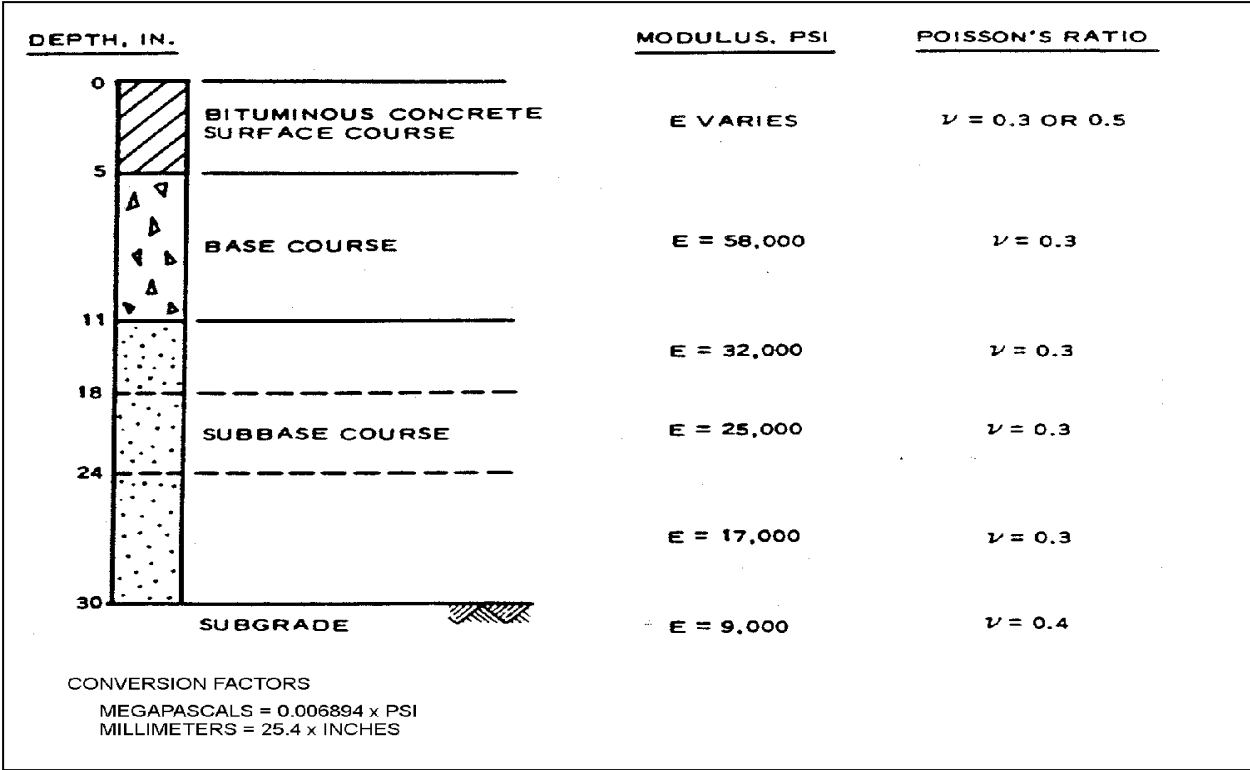 DEPTH, IN. MODULUS, PSI POISSON'S RATIO
0
BITUMINOUS CONCRETE
SURFACE COURSE
E VARIES ν = 0.3 OR 0.5
5
BASE COURSE E = 58,000 ν = 0.3
11
E = 32,000 ν = 0.3
18
SUBBASE COURSE E = 25,000 ν = 0.3
24
E = 17,000 ν = 0.3
30
SUBGRADE E = 9,000 ν = 0.4
CONVERSION FACTORS
MEGAPASCALS = 0.006894 x PSI
MILLIMETERS = 25.4 x INCHES